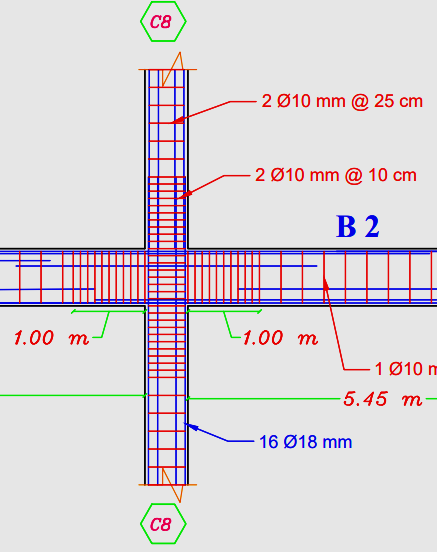 C8
2 Ø10 mm @ 25 cm
2 Ø10 mm @ 10 cm
B 2
1.00 m
1.00 m
1 Ø10 m
5.45 m
16 Ø18 mm
C8